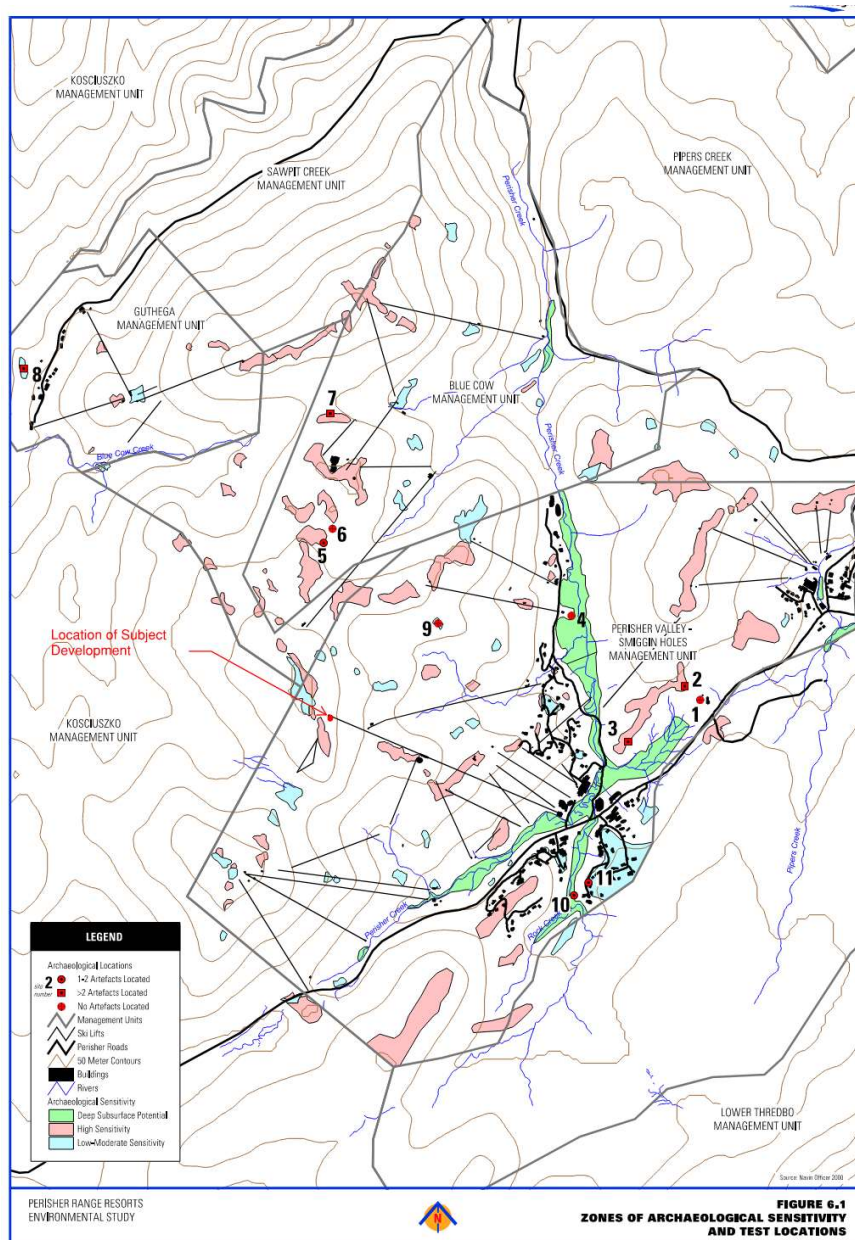 KOSCIUSZKO
MANAGEMENT UNIT
SAWPIT CREEK
MANAGEMENT UNIT
PIPERS CREEK
MANAGEMENT UNIT
Perisher Creek
GUTHEGA
MANAGEMENT UNIT
8
7
BLUE COW
MANAGEMENT UNIT
Blue Cow Creek
Perisher Creek
6
5
Location of Subject
Development
9
4
PERISHER VALLEY -
SMIGGIN HOLES
MANAGEMENT UNIT
2
1
3
KOSCIUSZKO
MANAGEMENT UNIT
Pipers Creek
11
10
Perisher Creek
Rock Creek
LEGEND
Archaeological Locations
site number 2
1-2 Artefacts Located
>2 Artefacts Located
No Artefacts Located
Management Units
Ski Lifts
Perisher Roads
50 Meter Contours
Buildings
Rivers
Archaeological Sensitivity
Deep Subsurface Potential
High Sensitivity
Low-Moderate Sensitivity
LOWER THREDBO
MANAGEMENT UNIT
Source: Navin Officer 2000
PERISHER RANGE RESORTS
ENVIRONMENTAL STUDY
N
FIGURE 6.1
ZONES OF ARCHAEOLOGICAL SENSITIVITY
AND TEST LOCATIONS